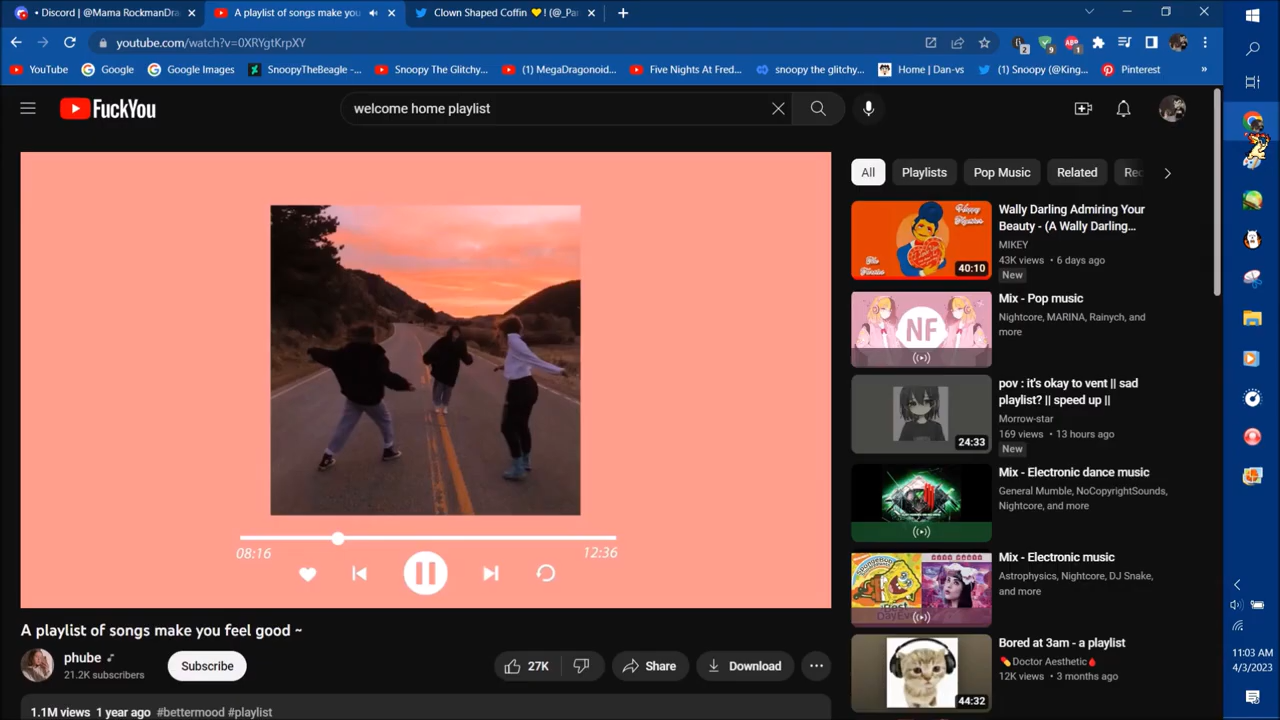 • Discord | @Mama RockmanDra
A playlist of songs make you
Clown Shaped Coffin 💛! (@_Pa
youtube.com/watch?v=0XRYgtKrpXY
2
9
1
YouTube
Google
Google Images
SnoopyTheBeagle -...
Snoopy The Glitchy...
(1) MegaDragonoid...
Five Nights At Fred...
snoopy the glitchy...
Home | Dan-vs
(1) Snoopy (@King...
Pinterest
»
FuckYou
welcome home playlist
All
Playlists
Pop Music
Related
Rec
Wally Darling Admiring Your
Beauty - (A Wally Darling...
MIKEY
43K views • 6 days ago
New
40:10
Mix - Pop music
Nightcore, MARINA, Rainych, and
more
NF
pov : it's okay to vent || sad
playlist? || speed up ||
Morrow-star
169 views • 13 hours ago
New
24:33
Mix - Electronic dance music
General Mumble, NoCopyrightSounds,
Nightcore, and more
Mix - Electronic music
Astrophysics, Nightcore, DJ Snake,
and more
Bored at 3am - a playlist
💊Doctor Aesthetic🩸
12K views • 3 months ago
44:32
08:16
12:36
A playlist of songs make you feel good ~
phube
21.2K subscribers
Subscribe
27K
Share
Download
1.1M views 1 year ago #bettermood #playlist
11:03 AM
4/3/2023